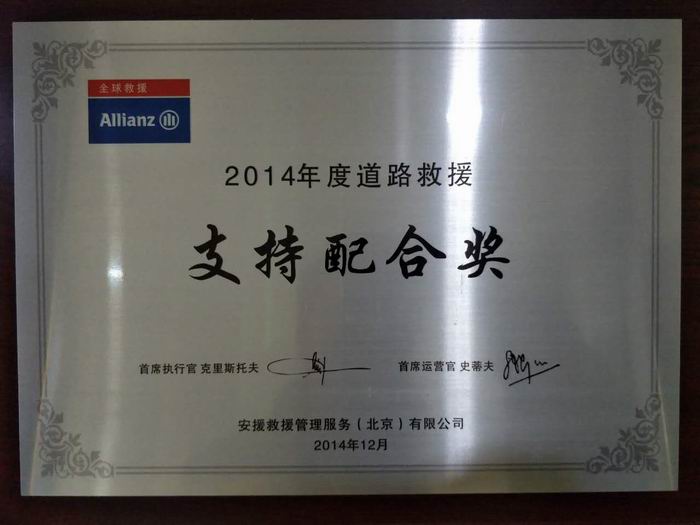 全球救援
Allianz
2014年度道路救援
支持配合奖
首席执行官 克里斯托夫 首席运营官 史蒂夫
安援救援管理服务（北京）有限公司
2014年12月